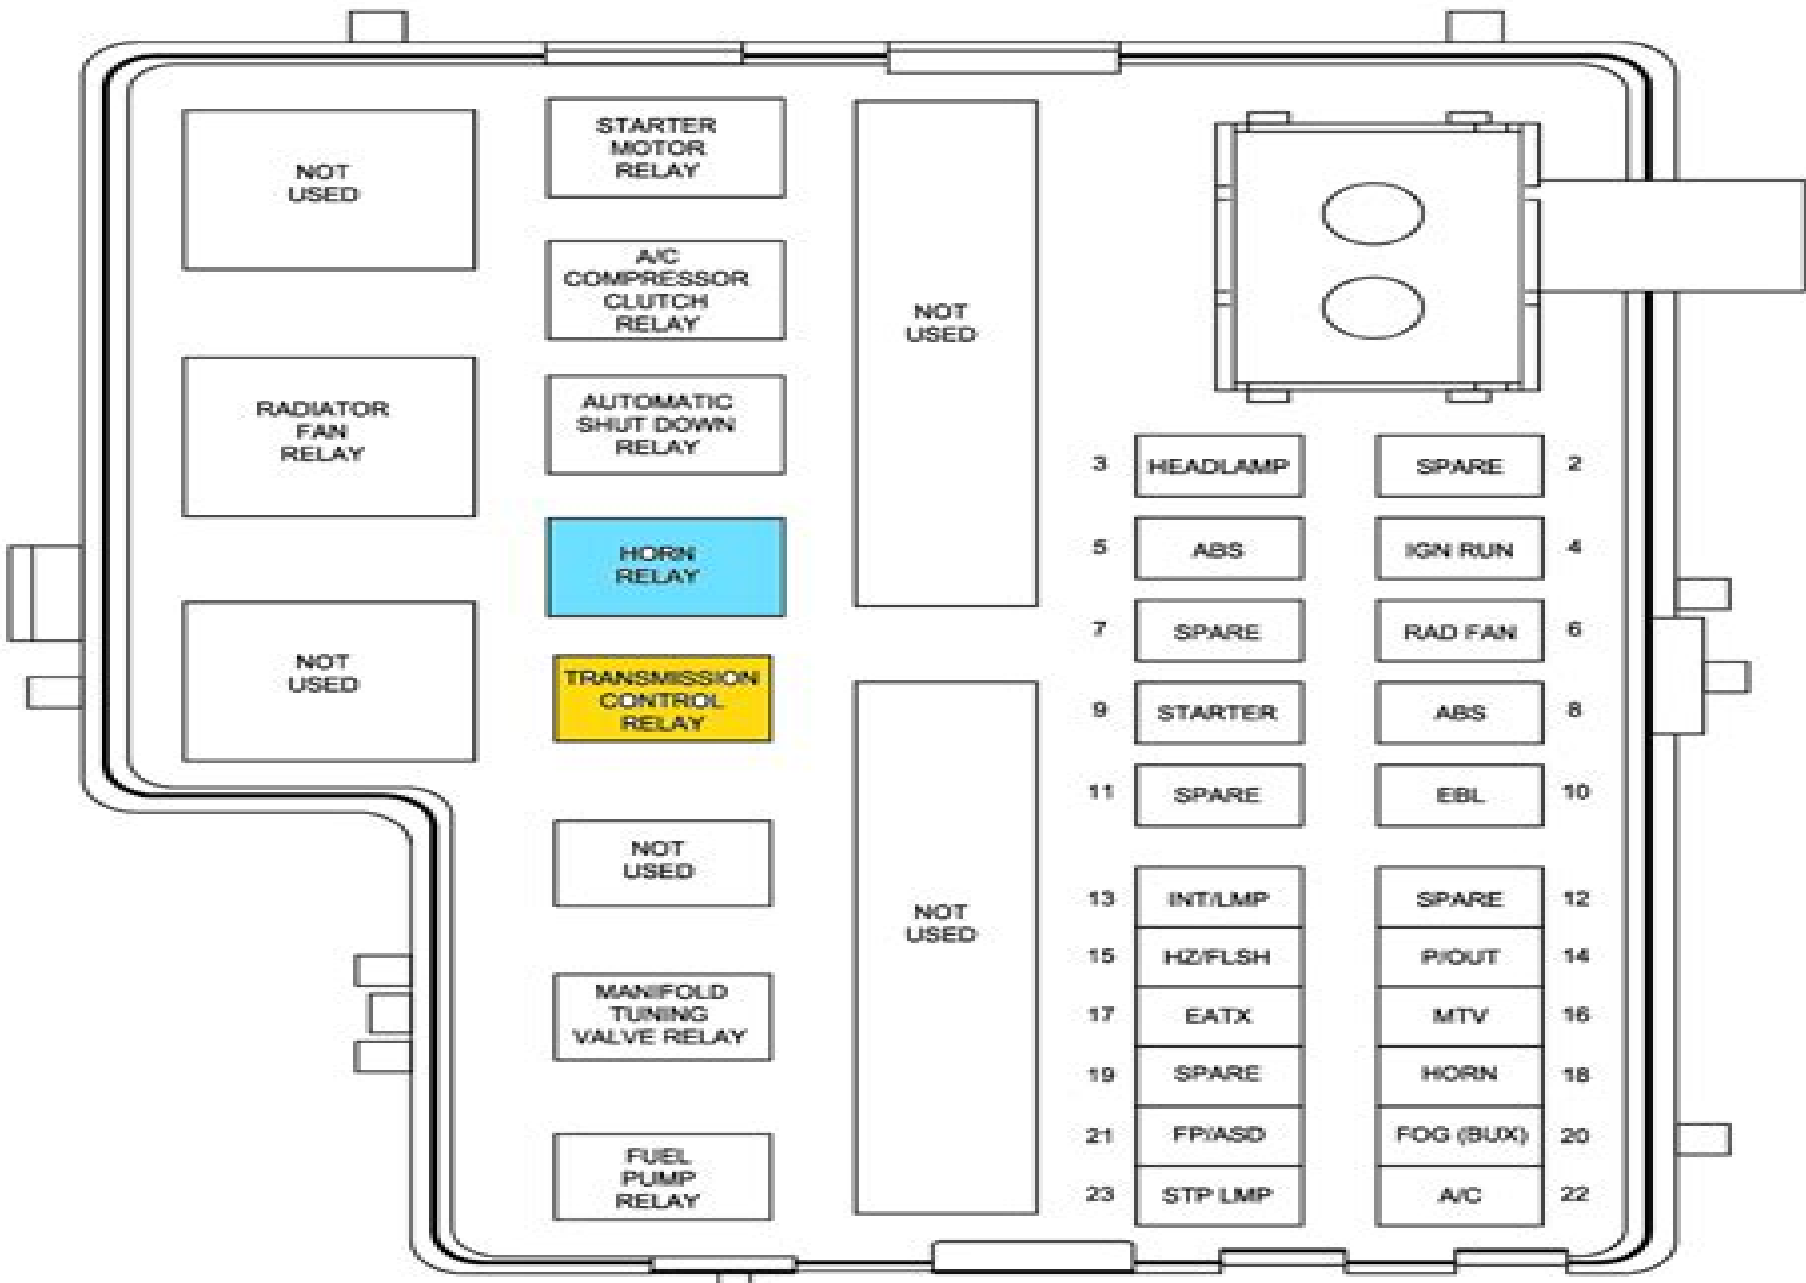 NOT
USED
RADIATOR
FAN
RELAY
NOT
USED
STARTER
MOTOR
RELAY
A/C
COMPRESSOR
CLUTCH
RELAY
AUTOMATIC
SHUT DOWN
RELAY
HORN
RELAY
TRANSMISSION
CONTROL
RELAY
NOT
USED
MANIFOLD
TUNING
VALVE RELAY
FUEL
PUMP
RELAY
NOT
USED
NOT
USED
3 HEADLAMP SPARE 2
5 ABS IGN RUN 4
7 SPARE RAD FAN 6
9 STARTER ABS 8
11 SPARE EBL 10
13 INT/LMP SPARE 12
15 HZ/FLSH P/OUT 14
17 EATX MTV 16
19 SPARE HORN 18
21 FP/ASD FOG (BUX) 20
23 STP LMP A/C 22